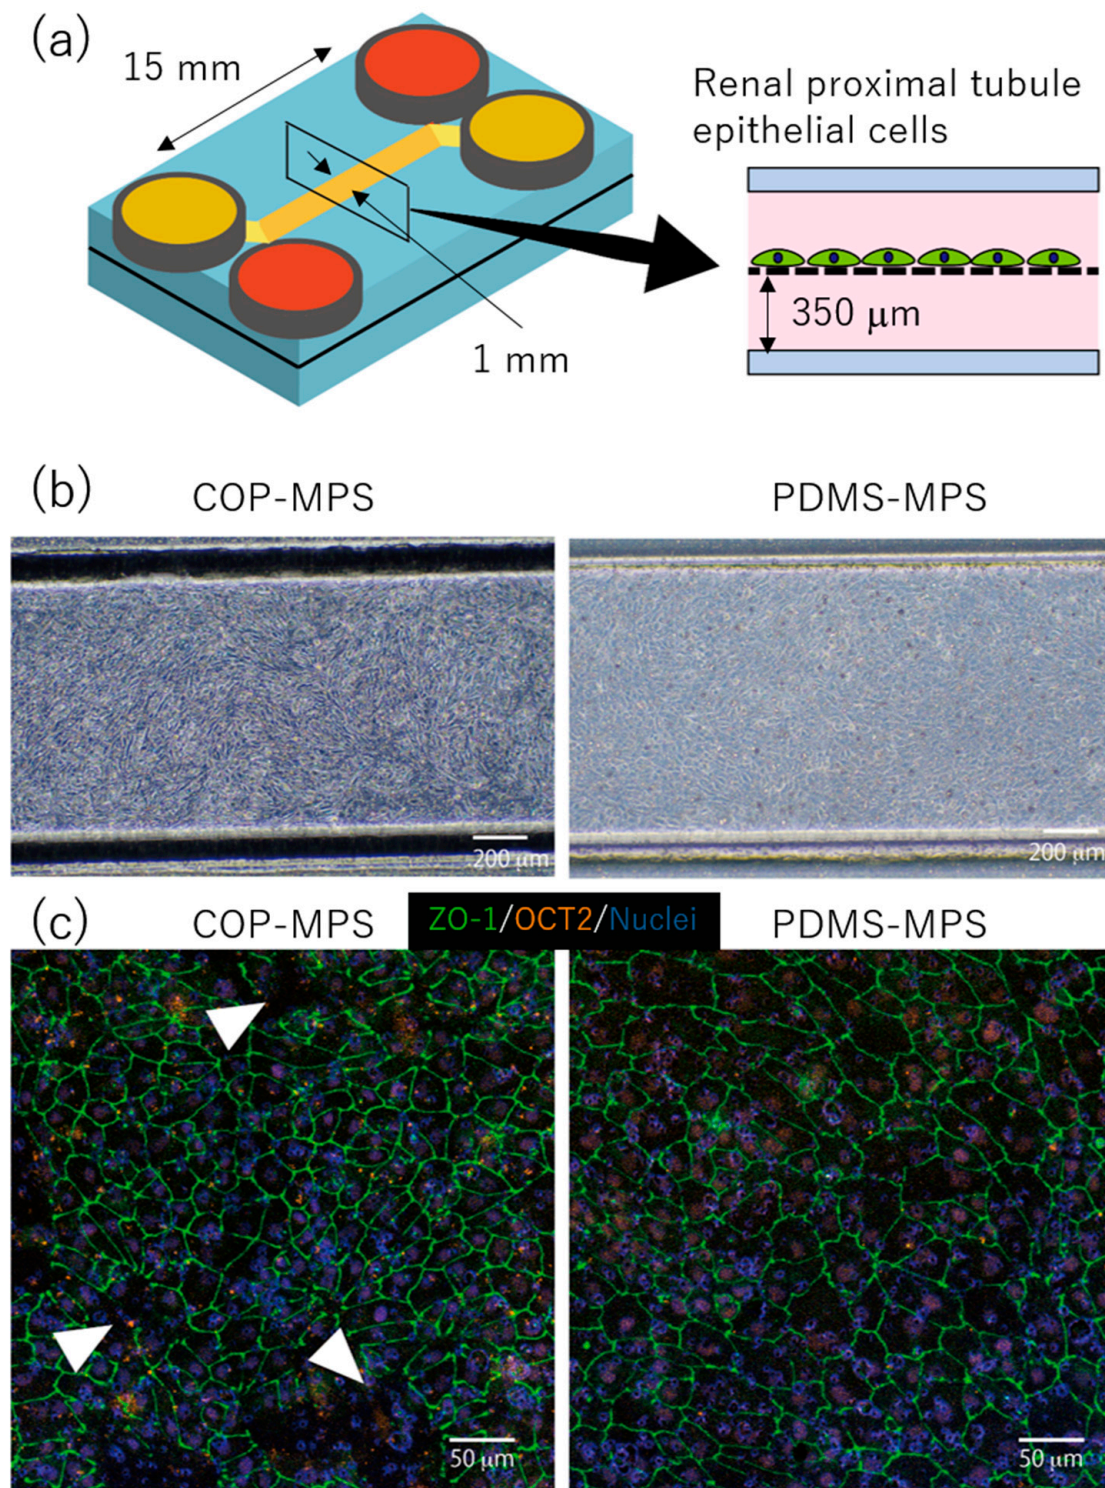 (a)
15 mm
1 mm
Renal proximal tubule
epithelial cells
350 μm
(b)
COP-MPS
PDMS-MPS
200 μm
200 μm
(c)
COP-MPS
ZO-1/OCT2/Nuclei
PDMS-MPS
50 μm
50 μm